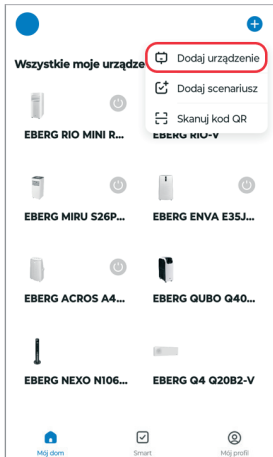 Dodaj urządzenie
Wszystkie moje urządze
Dodaj scenariusz
Skanuj kod QR
EBERG RIO MINI R...
EBERG RIO-V
EBERG MIRU S26P...
EBERG ENVA E35J...
EBERG ACROS A4...
EBERG QUBO Q40...
EBERG NEXO N106...
EBERG Q4 Q20B2-V
Mój dom
Smart
Mój profil